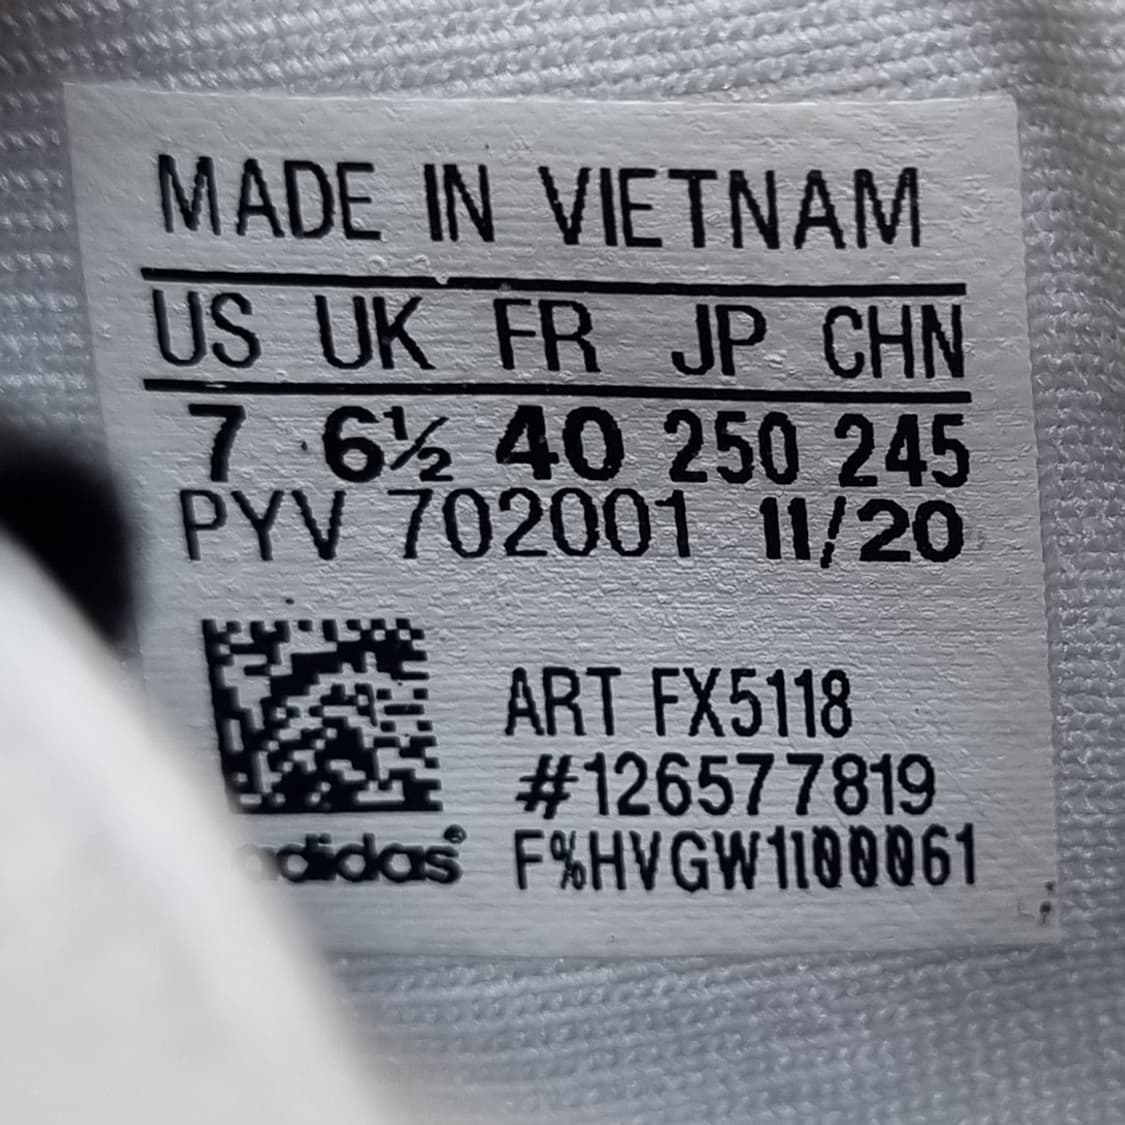 MADE IN VIETNAM
US UK FR JP CHN
7 6½ 40 250 245
PYV 702001 11/20
ART FX5118
#126577819
adidas® F%HVGW1100061